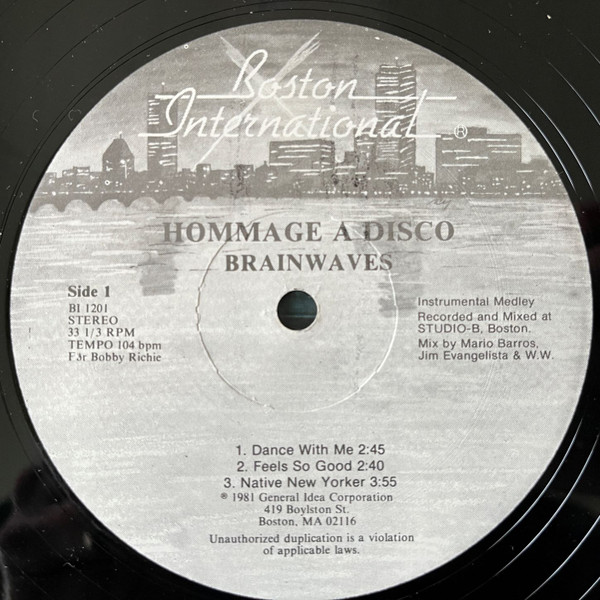 Boston
International ®
HOMMAGE A DISCO
BRAINWAVES
Side 1
BI 1201
STEREO
33 1/3 RPM
TEMPO 104 bpm
F3r Bobby Richie
Instrumental Medley
Recorded and Mixed at
STUDIO-B, Boston.
Mix by Mario Barros,
Jim Evangelista & W.W.
1. Dance With Me 2:45
2. Feels So Good 2:40
3. Native New Yorker 3:55
℗ 1981 General Idea Corporation
419 Boylston St.
Boston, MA 02116
Unauthorized duplication is a violation
of applicable laws.